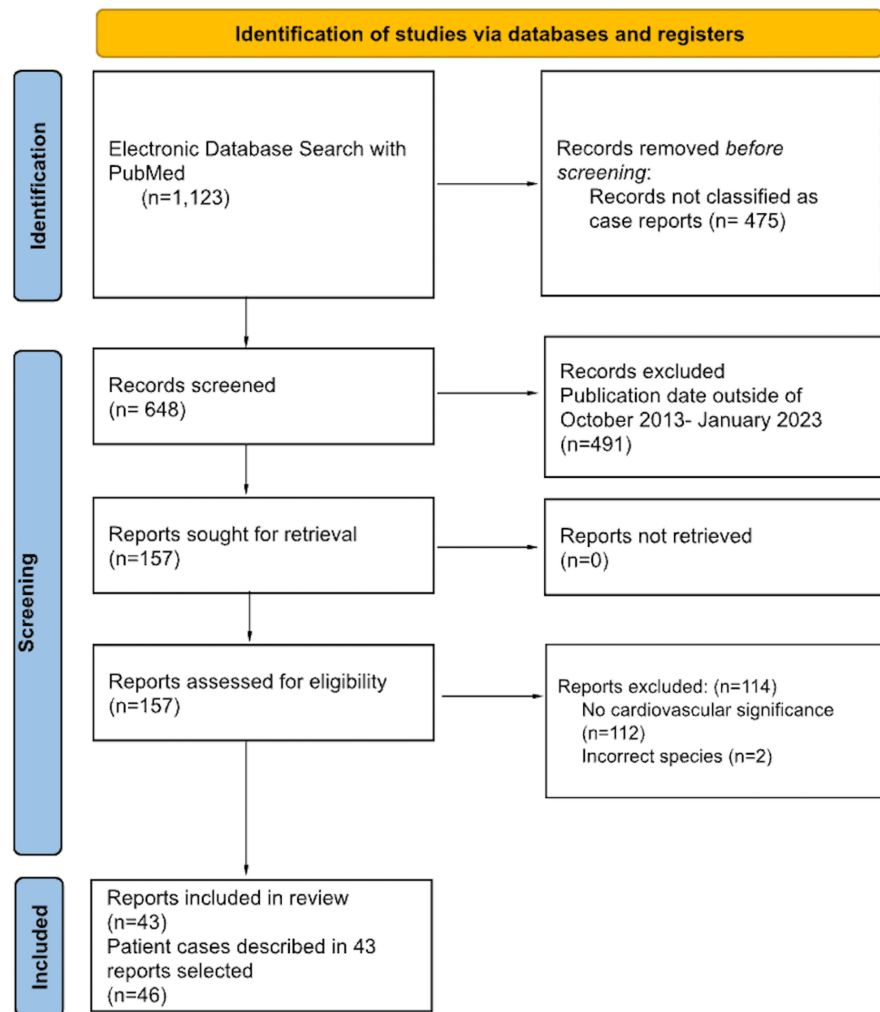 Identification of studies via databases and registers
Identification
Electronic Database Search with
PubMed
(n=1,123)
Records removed before
screening:
Records not classified as
case reports (n= 475)
Screening
Records screened
(n= 648)
Records excluded
Publication date outside of
October 2013- January 2023
(n=491)
Reports sought for retrieval
(n=157)
Reports not retrieved
(n=0)
Reports assessed for eligibility
(n=157)
Reports excluded: (n=114)
No cardiovascular significance
(n=112)
Incorrect species (n=2)
Included
Reports included in review
(n=43)
Patient cases described in 43
reports selected
(n=46)